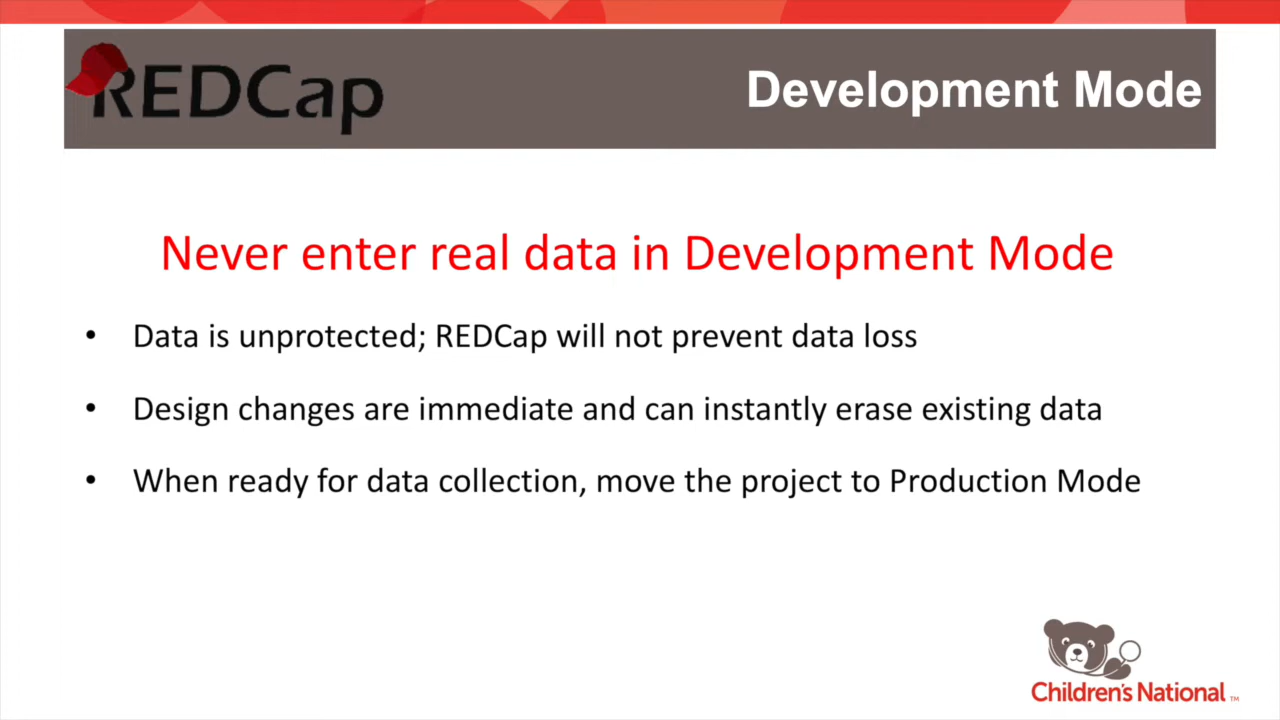 REDCap
Development Mode
Never enter real data in Development Mode
• Data is unprotected; REDCap will not prevent data loss
• Design changes are immediate and can instantly erase existing data
• When ready for data collection, move the project to Production Mode
Children's National ™